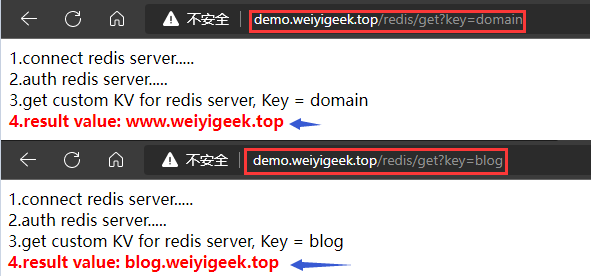 不安全 demo.weiyigeek.top/redis/get?key=domain
1.connect redis server.....
2.auth redis server.....
3.get custom KV for redis server, Key = domain
4.result value: www.weiyigeek.top
不安全 demo.weiyigeek.top/redis/get?key=blog
1.connect redis server.....
2.auth redis server.....
3.get custom KV for redis server, Key = blog
4.result value: blog.weiyigeek.top